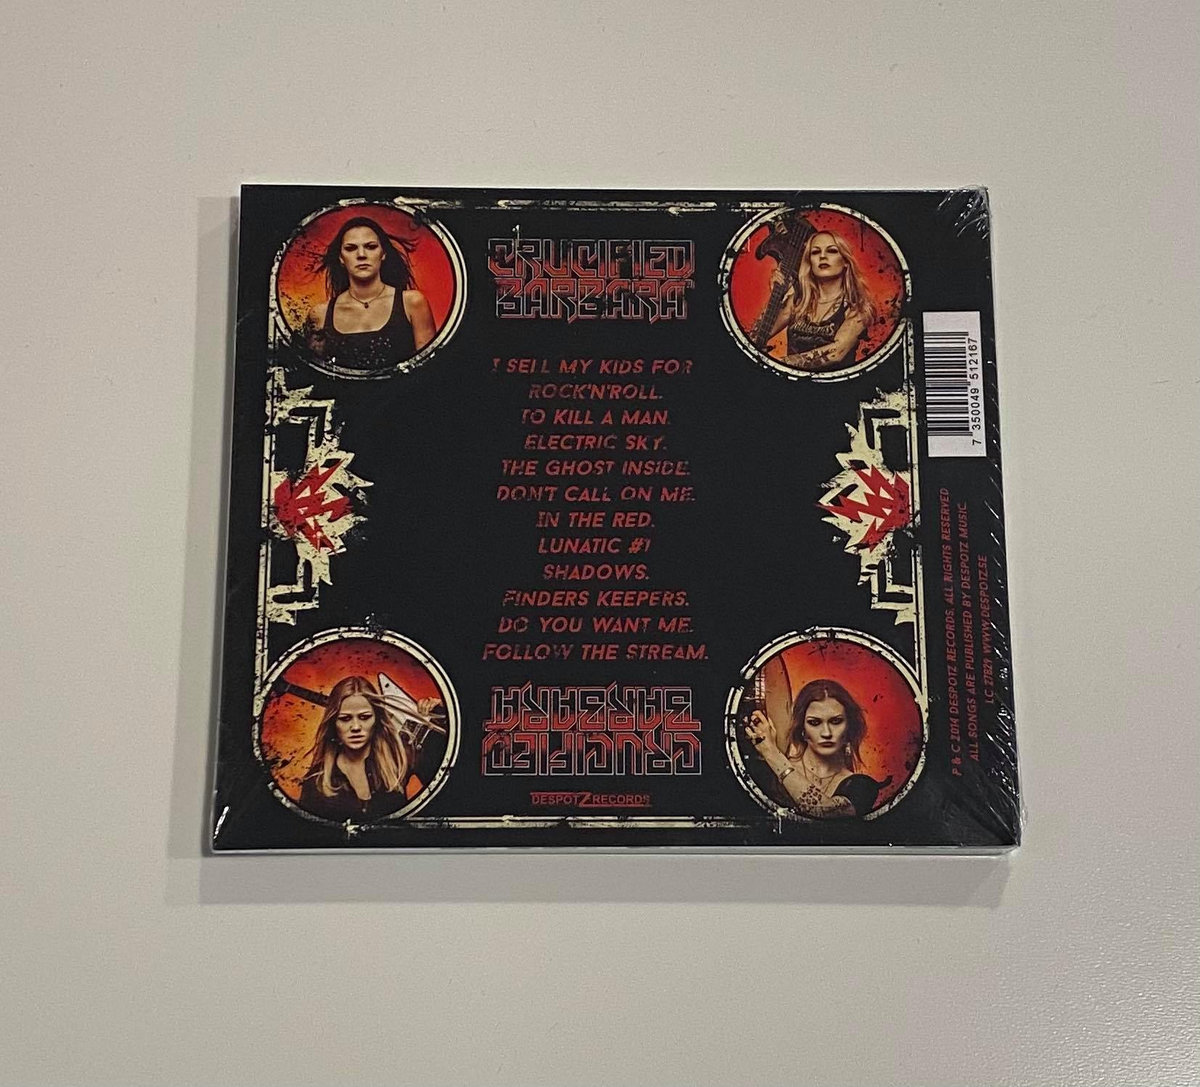 CRUCIFIED
BARBARA
I SELL MY KIDS FOR
ROCK'N'ROLL.
TO KILL A MAN.
ELECTRIC SKY.
THE GHOST INSIDE.
DON'T CALL ON ME.
IN THE RED.
LUNATIC #1
SHADOWS.
FINDERS KEEPERS.
DO YOU WANT ME.
FOLLOW THE STREAM.
BARBARA
CRUCIFIED
DESPOTZ RECORDS
7 350049 512167
P & C 2014 DESPOTZ RECORDS. ALL RIGHTS RESERVED
ALL SONGS ARE PUBLISHED BY DESPOTZ MUSIC
LC 27829 WWW.DESPOTZ.SE